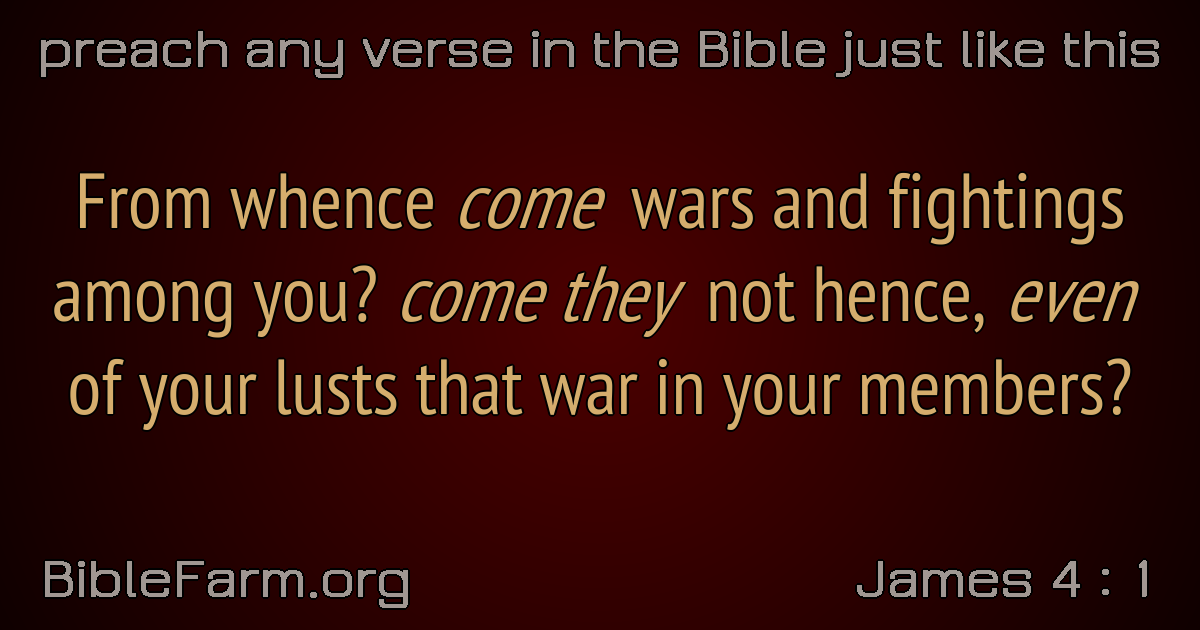 preach any verse in the Bible just like this
From whence come wars and fightings
among you? come they not hence, even
of your lusts that war in your members?
BibleFarm.org
James 4 : 1